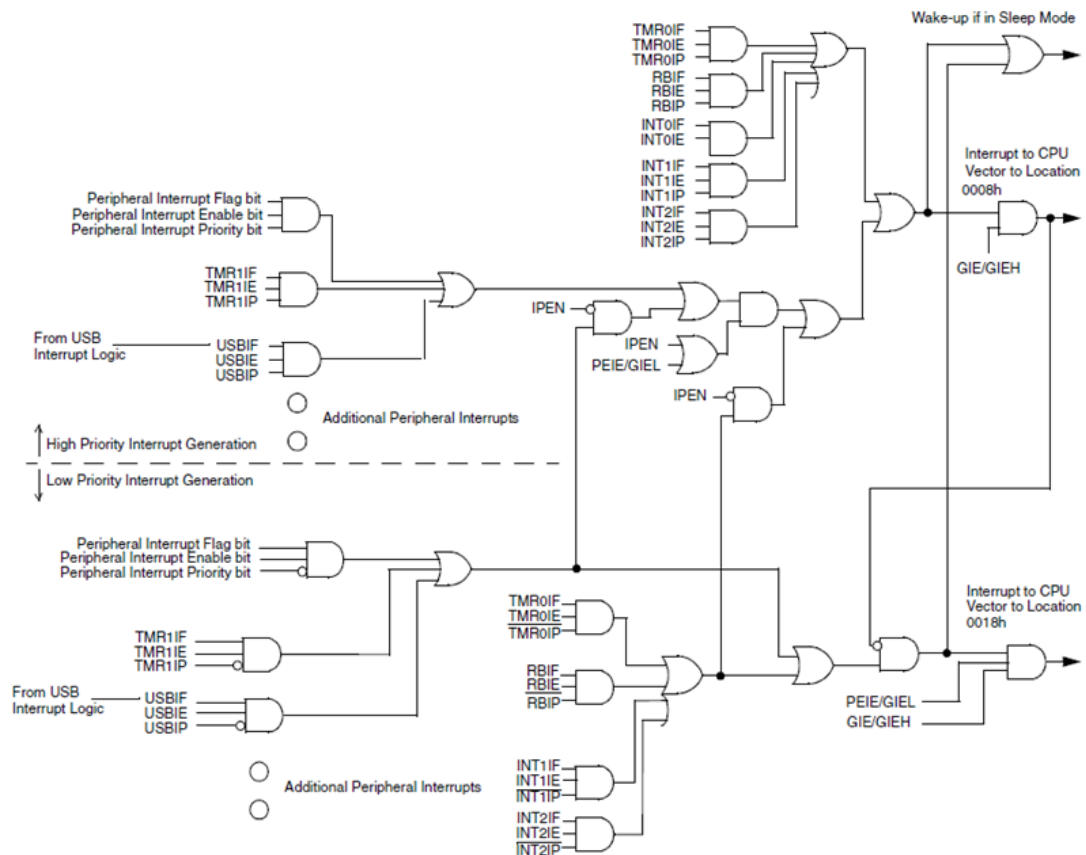 Wake-up if in Sleep Mode
TMR0IF
TMR0IE
TMR0IP
RBIF
RBIE
RBIP
INT0IF
INT0IE
INT1IF
INT1IE
INT1IP
INT2IF
INT2IE
INT2IP
Interrupt to CPU
Vector to Location
0008h
GIE/GIEH
Peripheral Interrupt Flag bit
Peripheral Interrupt Enable bit
Peripheral Interrupt Priority bit
TMR1IF
TMR1IE
TMR1IP
From USB
Interrupt Logic
USBIF
USBIE
USBIP
Additional Peripheral Interrupts
IPEN
IPEN
PEIE/GIEL
IPEN
High Priority Interrupt Generation
Low Priority Interrupt Generation
Peripheral Interrupt Flag bit
Peripheral Interrupt Enable bit
Peripheral Interrupt Priority bit
TMR1IF
TMR1IE
TMR1IP
From USB
Interrupt Logic
USBIF
USBIE
USBIP
Additional Peripheral Interrupts
TMR0IF
TMR0IE
TMR0IP
RBIF
RBIE
RBIP
INT1IF
INT1IE
INT1IP
INT2IF
INT2IE
INT2IP
Interrupt to CPU
Vector to Location
0018h
PEIE/GIEL
GIE/GIEH